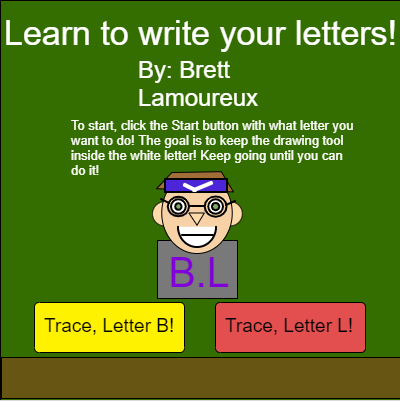 Learn to write your letters!
By: Brett
Lamoureux
To start, click the Start button with what letter you
want to do! The goal is to keep the drawing tool
inside the white letter! Keep going until you can
do it!
B.L
Trace, Letter B!
Trace, Letter L!